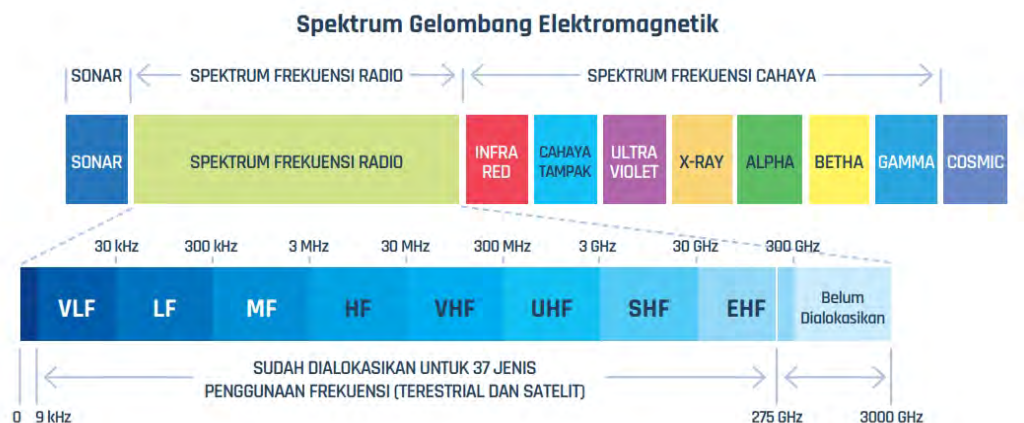 Spektrum Gelombang Elektromagnetik
SONAR
SPEKTRUM FREKUENSI RADIO
SPEKTRUM FREKUENSI CAHAYA
SONAR
SPEKTRUM FREKUENSI RADIO
INFRA
RED
CAHAYA
TAMPAK
ULTRA
VIOLET
X-RAY
ALPHA
BETHA
GAMMA
COSMIC
30 kHz
300 kHz
3 MHz
30 MHz
300 MHz
3 GHz
30 GHz
300 GHz
VLF
LF
MF
HF
VHF
UHF
SHF
EHF
Belum
Dialokasikan
SUDAH DIALOKASIKAN UNTUK 37 JENIS
PENGGUNAAN FREKUENSI (TERESTRIAL DAN SATELIT)
0
9 kHz
275 GHz
3000 GHz